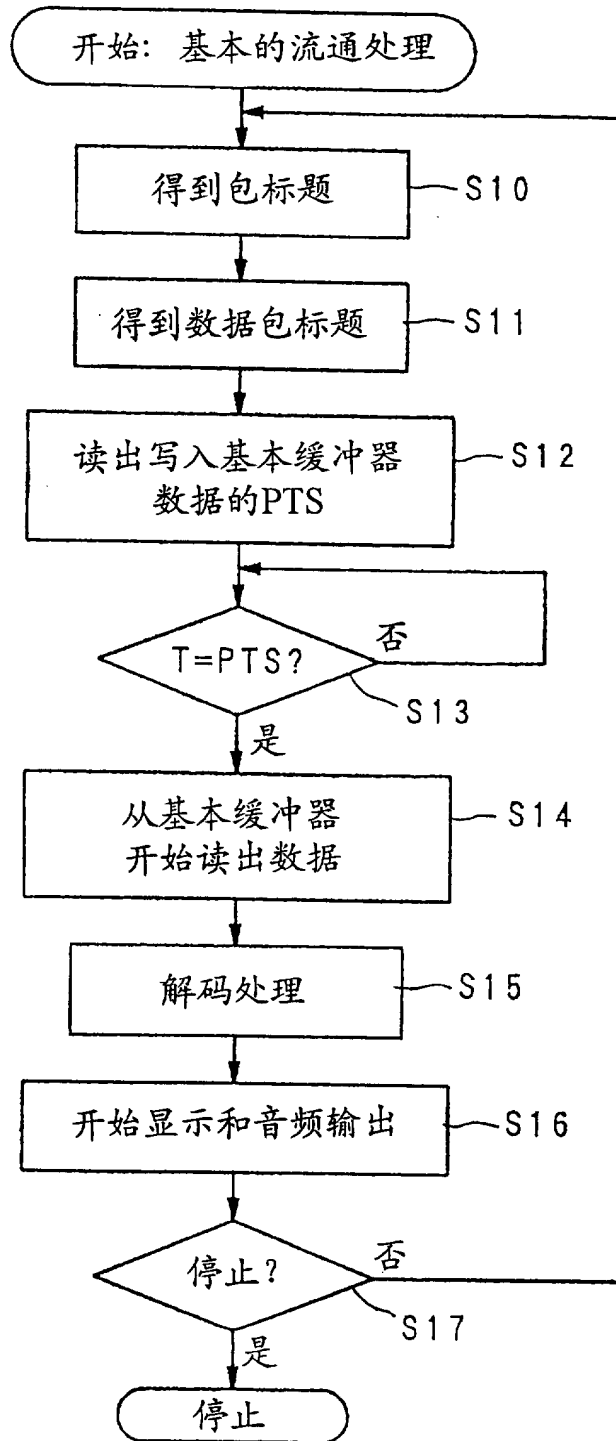 开始: 基本的流通处理
得到包标题
S10
得到数据包标题
S11
读出写入基本缓冲器
数据的PTS
S12
T=PTS?
否
S13
是
从基本缓冲器
开始读出数据
S14
解码处理
S15
开始显示和音频输出
S16
停止?
否
S17
是
停止